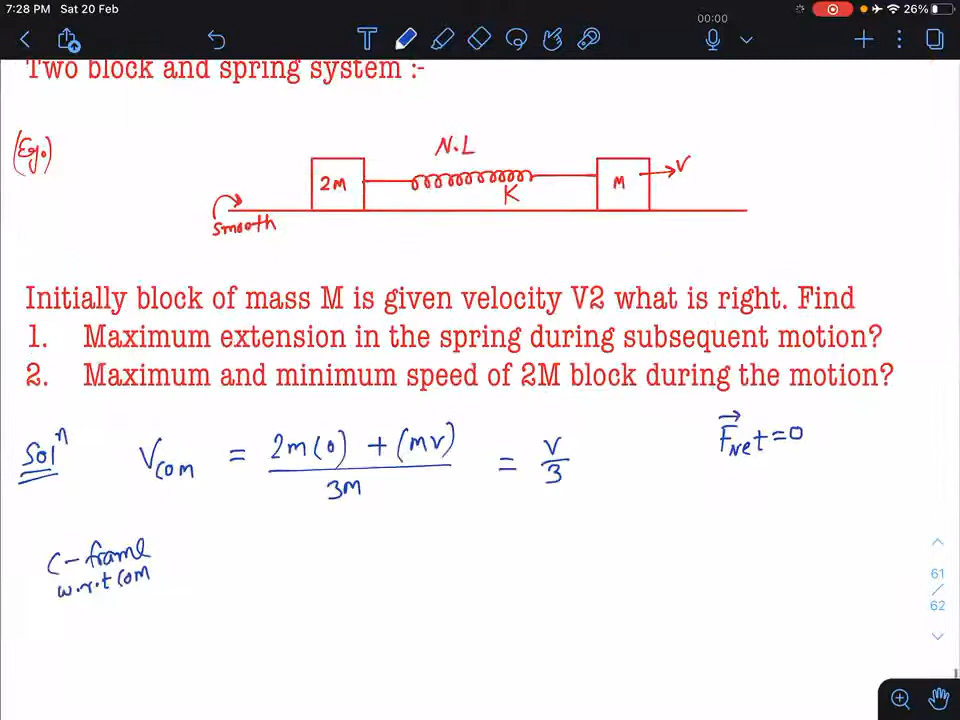 7:28 PM Sat 20 Feb
00:00
26%
Two block and spring system :-
(Eg.)
N.L
2M
K
M
V
smooth
Initially block of mass M is given velocity V2 what is right. Find
1. Maximum extension in the spring during subsequent motion?
2. Maximum and minimum speed of 2M block during the motion?
Solⁿ
V_COM = 2m(0) + (mv) / 3M = V/3
F_Net = 0
C-frame
w.r.t COM
61
/
62